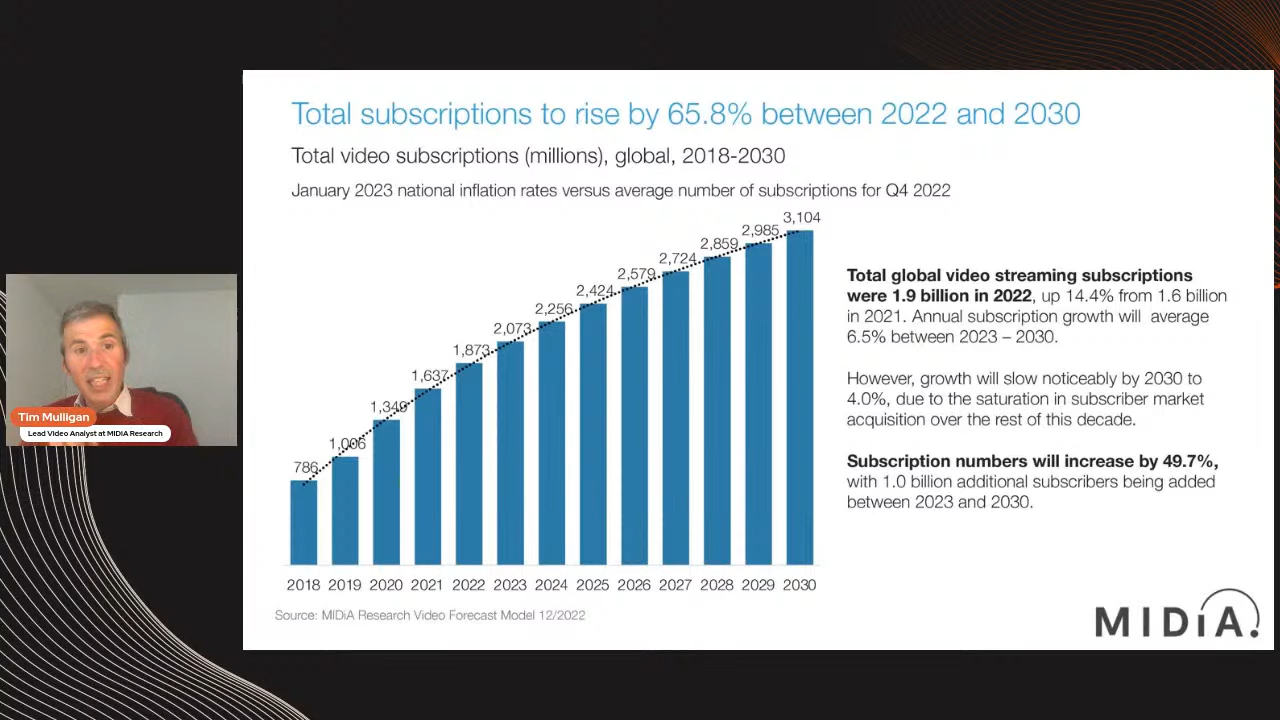 Total subscriptions to rise by 65.8% between 2022 and 2030
Total video subscriptions (millions), global, 2018-2030
January 2023 national inflation rates versus average number of subscriptions for Q4 2022
786
1,006
1,349
1,637
1,873
2,073
2,256
2,424
2,579
2,724
2,859
2,985
3,104
2018 2019 2020 2021 2022 2023 2024 2025 2026 2027 2028 2029 2030
Source: MIDiA Research Video Forecast Model 12/2022
Total global video streaming subscriptions
were 1.9 billion in 2022, up 14.4% from 1.6 billion
in 2021. Annual subscription growth will average
6.5% between 2023 – 2030.
However, growth will slow noticeably by 2030 to
4.0%, due to the saturation in subscriber market
acquisition over the rest of this decade.
Subscription numbers will increase by 49.7%,
with 1.0 billion additional subscribers being added
between 2023 and 2030.
MIDiA.
Tim Mulligan
Lead Video Analyst at MIDiA Research